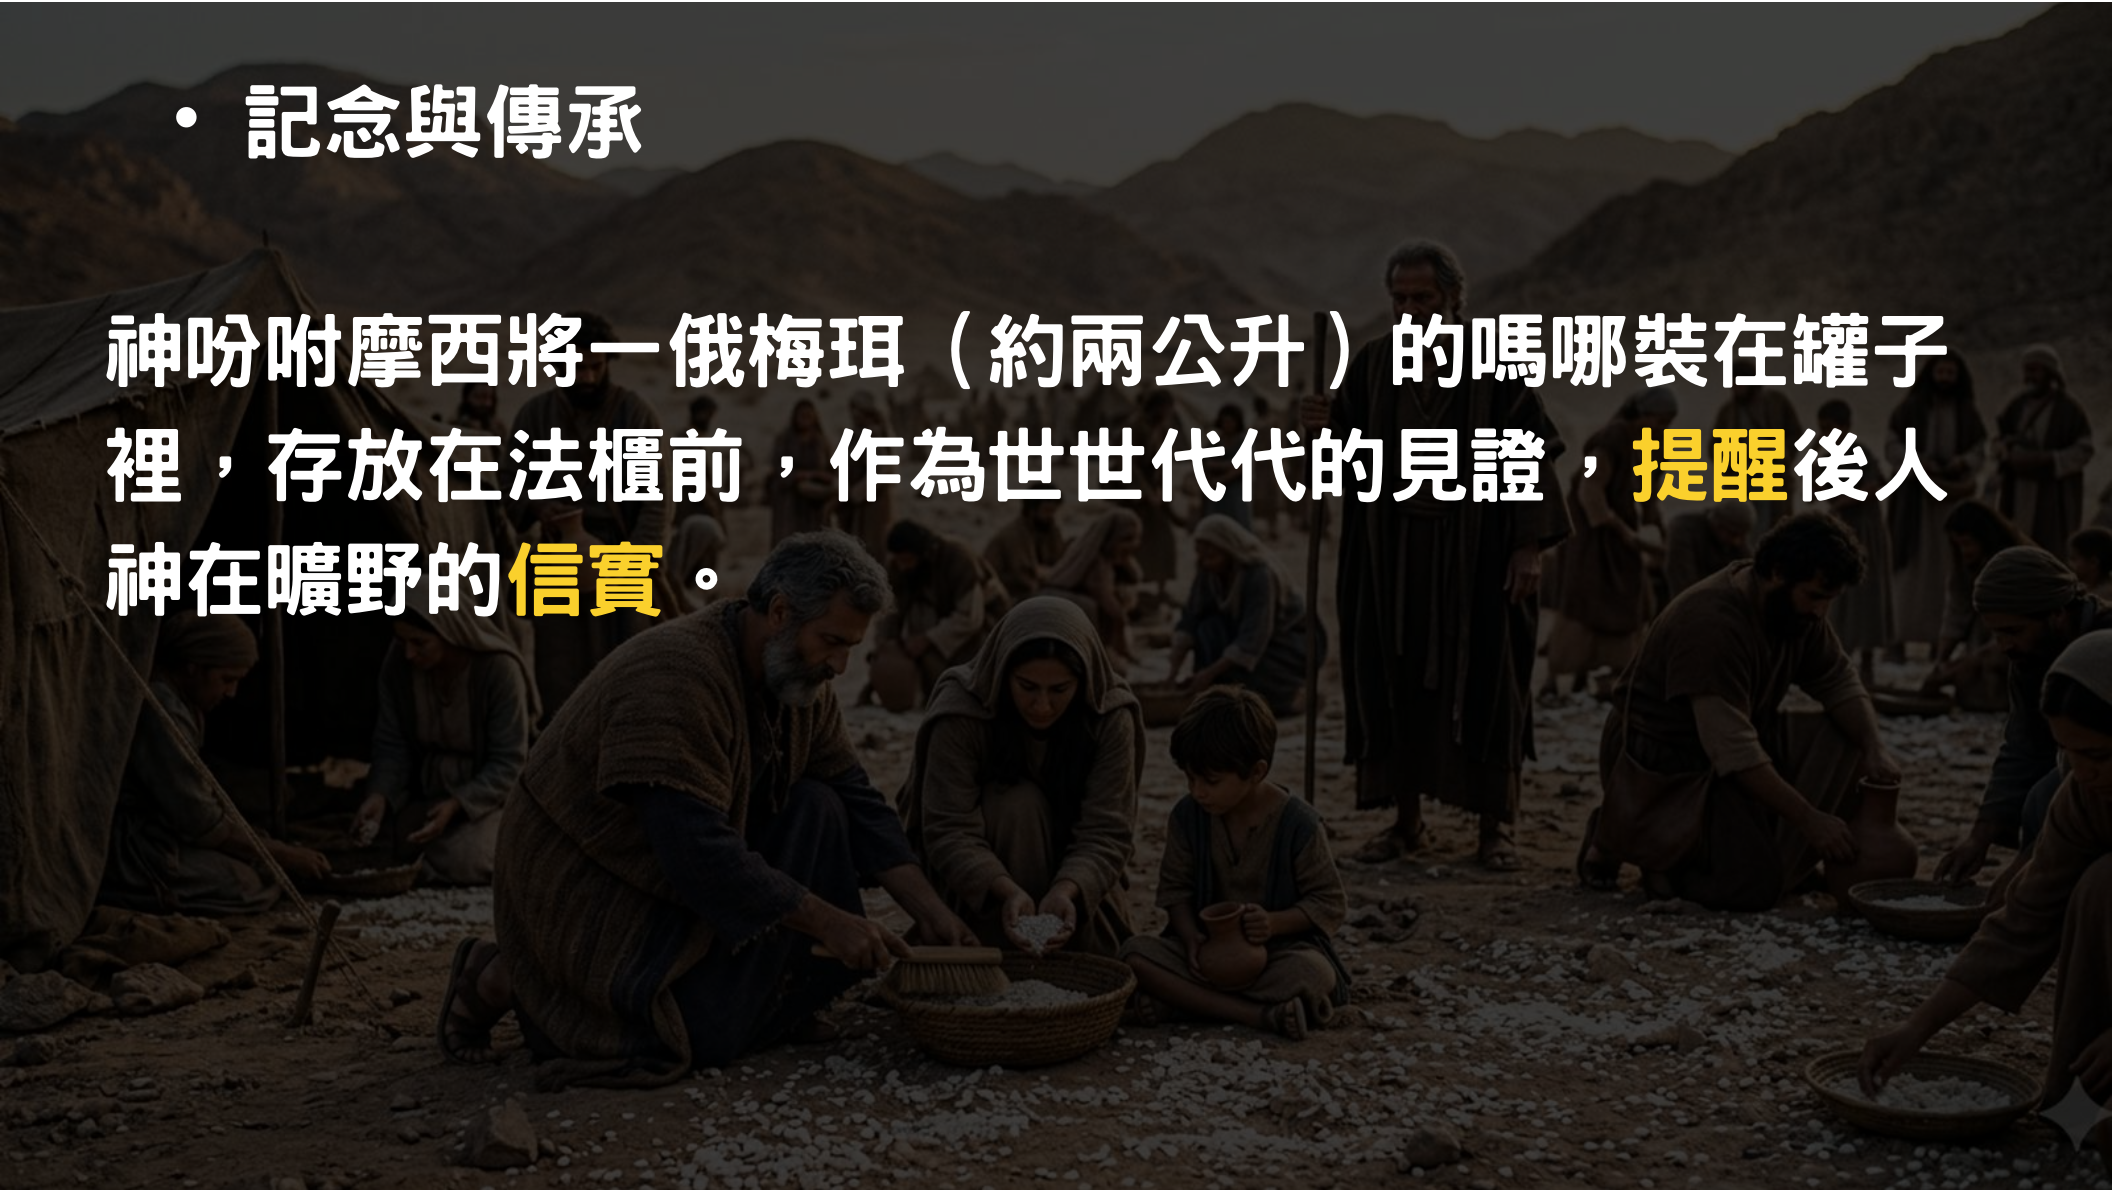 • 記念與傳承
神吩咐摩西將一俄梅珥（約兩公升）的嗎哪裝在罐子
裡，存放在法櫃前，作為世世代代的見證，提醒後人
神在曠野的信實。